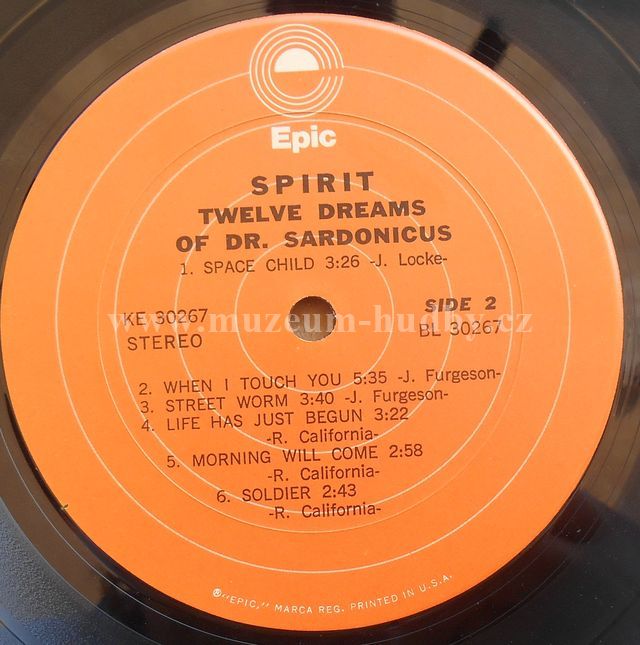 Epic
SPIRIT
TWELVE DREAMS
OF DR. SARDONICUS
1. SPACE CHILD 3:26 -J. Locke-
KE 30267
STEREO
SIDE 2
BL 30267
www.muzeum-hudby.cz
2. WHEN I TOUCH YOU 5:35 -J. Furgeson-
3. STREET WORM 3:40 -J. Furgeson-
4. LIFE HAS JUST BEGUN 3:22
-R. California-
5. MORNING WILL COME 2:58
-R. California-
6. SOLDIER 2:43
-R. California-
®"EPIC," MARCA REG. PRINTED IN U.S.A.